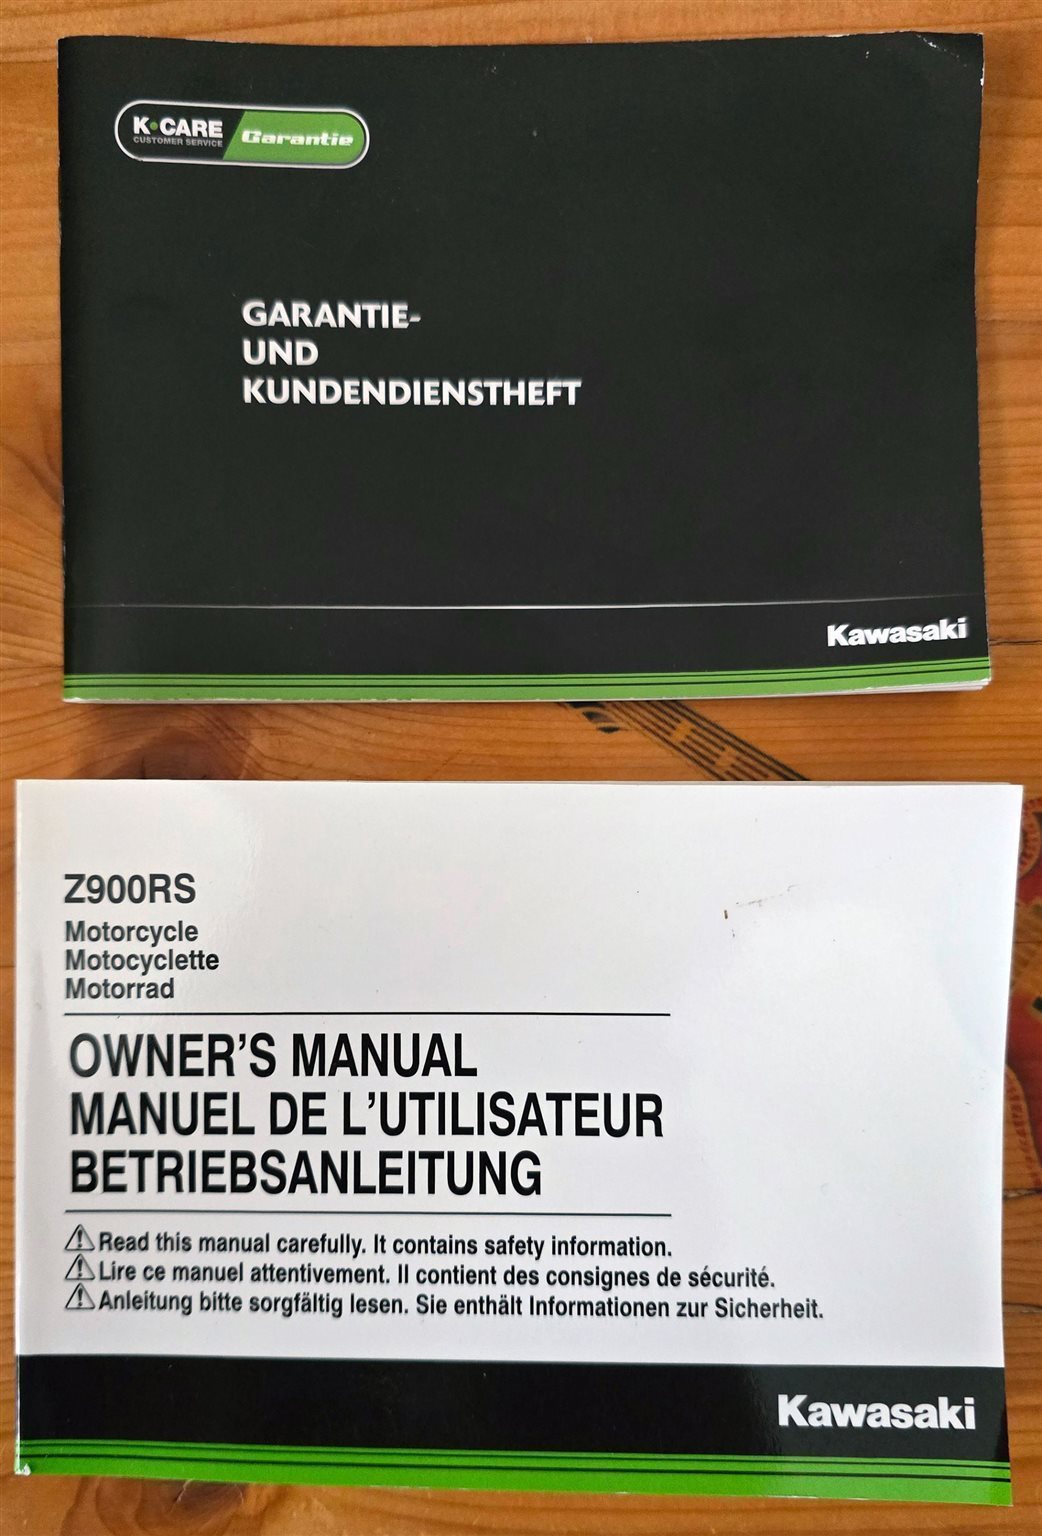 K•CARE Garantie
CUSTOMER SERVICE
GARANTIE-
UND
KUNDENDIENSTHEFT
Kawasaki
Z900RS
Motorcycle
Motocyclette
Motorrad
OWNER'S MANUAL
MANUEL DE L'UTILISATEUR
BETRIEBSANLEITUNG
⚠Read this manual carefully. It contains safety information.
⚠Lire ce manuel attentivement. Il contient des consignes de sécurité.
⚠Anleitung bitte sorgfältig lesen. Sie enthält Informationen zur Sicherheit.
Kawasaki